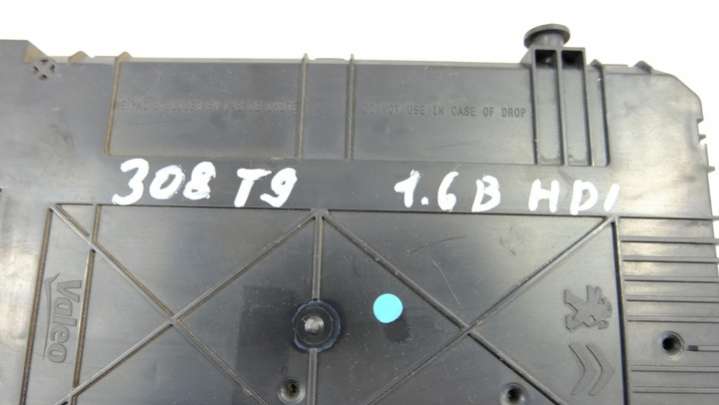 DO NOT USE IN CASE OF DROP
308 T9 1.6 B HDI
Valeo